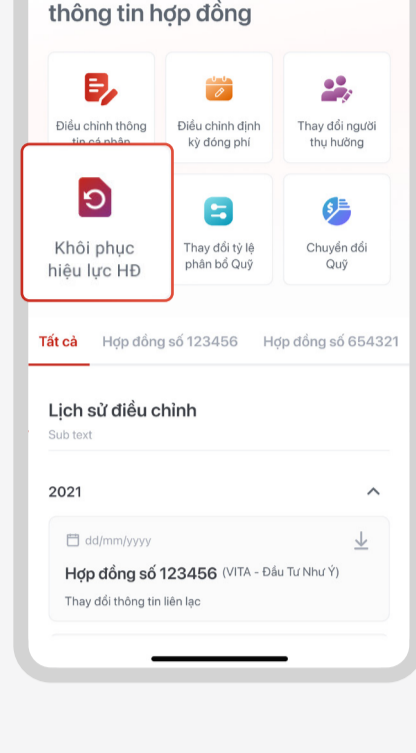 thông tin hợp đồng
Điều chỉnh thông
tin cá nhân
Điều chỉnh định
kỳ đóng phí
Thay đổi người
thụ hưởng
Khôi phục
hiệu lực HĐ
Thay đổi tỷ lệ
phân bổ Quỹ
Chuyển đổi
Quỹ
Tất cả
Hợp đồng số 123456
Hợp đồng số 654321
Lịch sử điều chỉnh
Sub text
2021
dd/mm/yyyy
Hợp đồng số 123456 (VITA - Đầu Tư Như Ý)
Thay đổi thông tin liên lạc